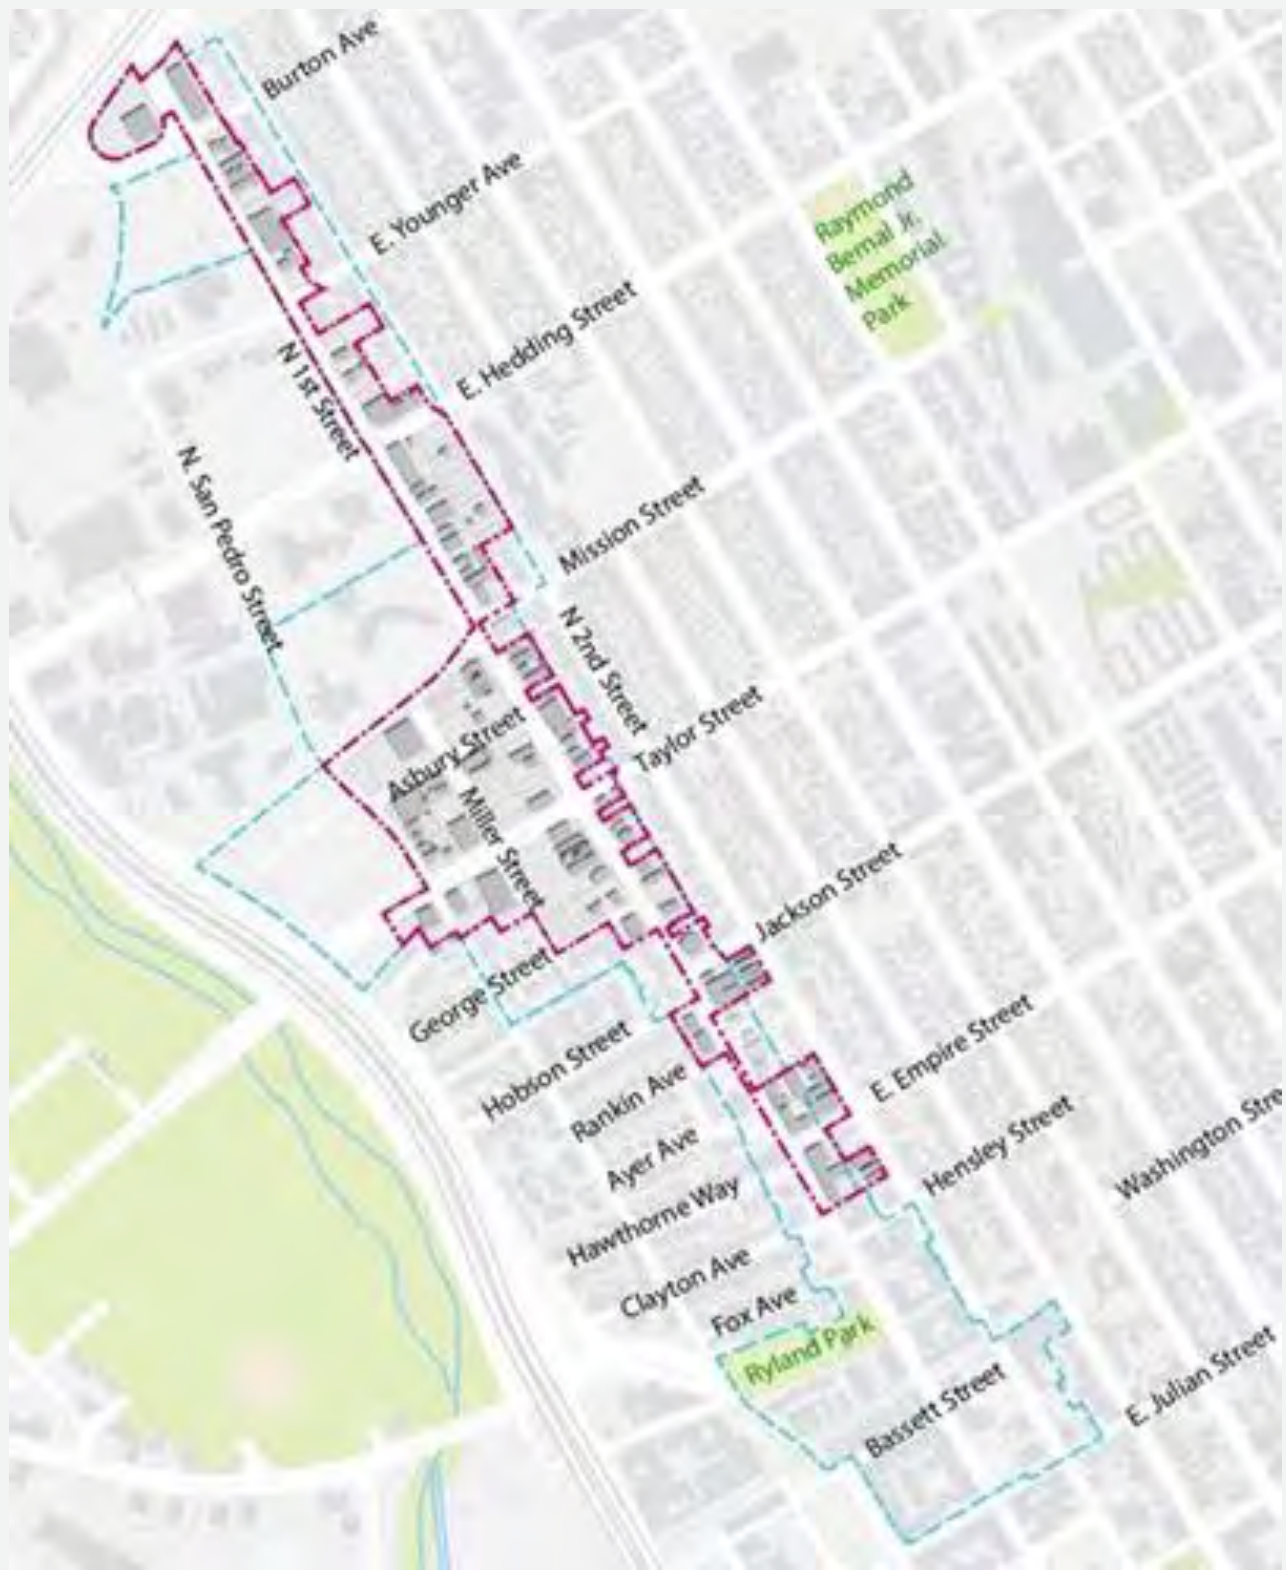 Burton Ave
E. Younger Ave
Raymond
Bernal Jr.
Memorial
Park
E. Hedding Street
N 1st Street
N. San Pedro Street
Mission Street
N 2nd Street
Taylor Street
Asbury Street
Miller Street
Jackson Street
George Street
E. Empire Street
Hobson Street
Rankin Ave
Hensley Street
Washington Stre
Ayer Ave
Hawthorne Way
Clayton Ave
Fox Ave
Ryland Park
Bassett Street
E. Julian Street